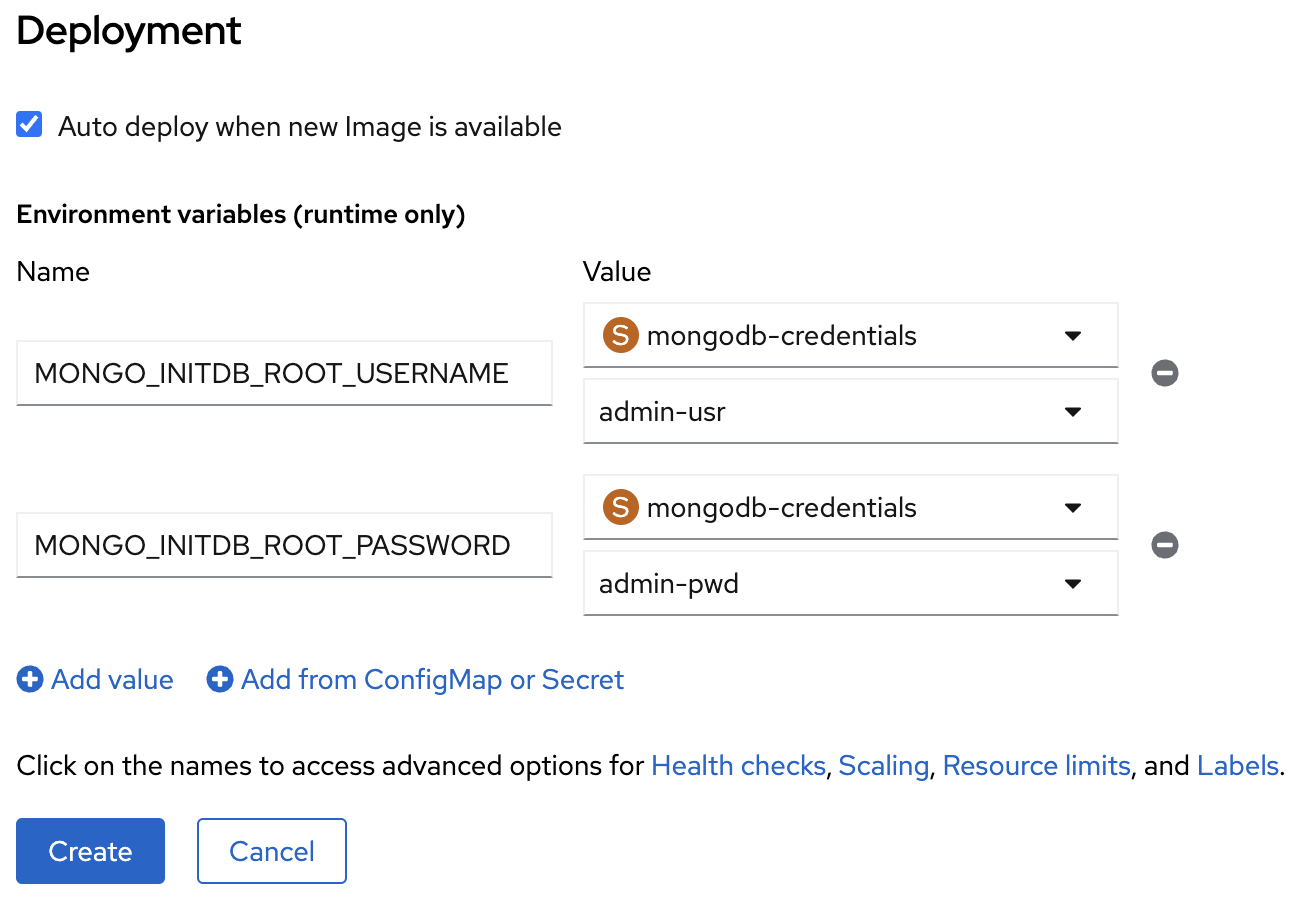 Deployment
Auto deploy when new Image is available
Environment variables (runtime only)
Name Value
MONGO_INITDB_ROOT_USERNAME
S mongodb-credentials
admin-usr
MONGO_INITDB_ROOT_PASSWORD
S mongodb-credentials
admin-pwd
Add value Add from ConfigMap or Secret
Click on the names to access advanced options for Health checks, Scaling, Resource limits, and Labels.
Create Cancel